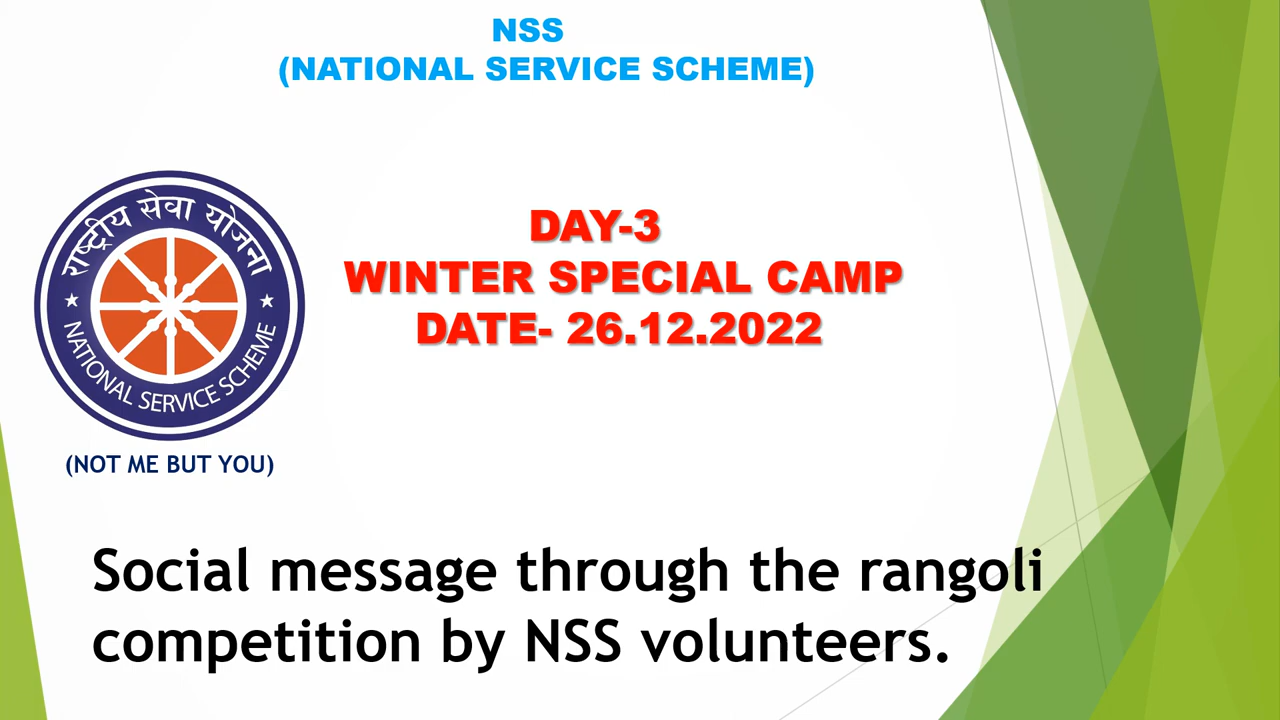 NSS
(NATIONAL SERVICE SCHEME)
राष्ट्रीय सेवा योजना
NATIONAL SERVICE SCHEME
(NOT ME BUT YOU)
DAY-3
WINTER SPECIAL CAMP
DATE- 26.12.2022
Social message through the rangoli
competition by NSS volunteers.